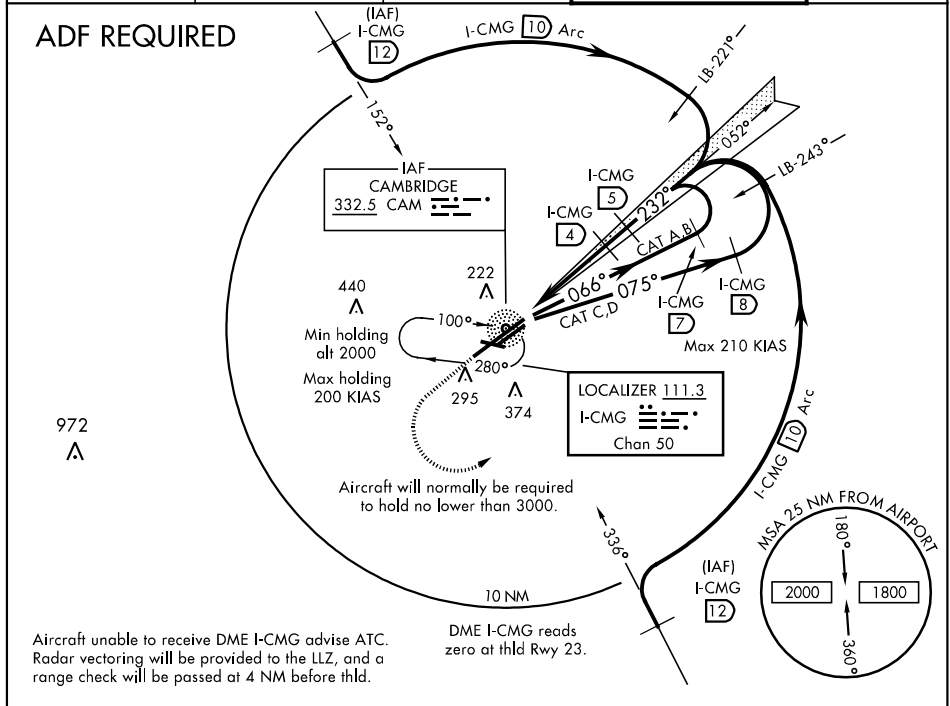 ADF REQUIRED
(IAF)
I-CMG
12
I-CMG 10 Arc
LB-221°
152°
052°
LB-243°
IAF
CAMBRIDGE
332.5 CAM
I-CMG
5
I-CMG
4
232°
CAT A,B
066°
075°
CAT C,D
I-CMG
7
I-CMG
8
Max 210 KIAS
222
440
Min holding
alt 2000
Max holding
200 KIAS
100°
280°
295
374
972
LOCALIZER 111.3
I-CMG
Chan 50
I-CMG 10 Arc
Aircraft will normally be required
to hold no lower than 3000.
336°
(IAF)
I-CMG
12
MSA 25 NM FROM AIRPORT
180°
2000
1800
360°
10 NM
DME I-CMG reads
zero at thld Rwy 23.
Aircraft unable to receive DME I-CMG advise ATC.
Radar vectoring will be provided to the LLZ, and a
range check will be passed at 4 NM before thld.